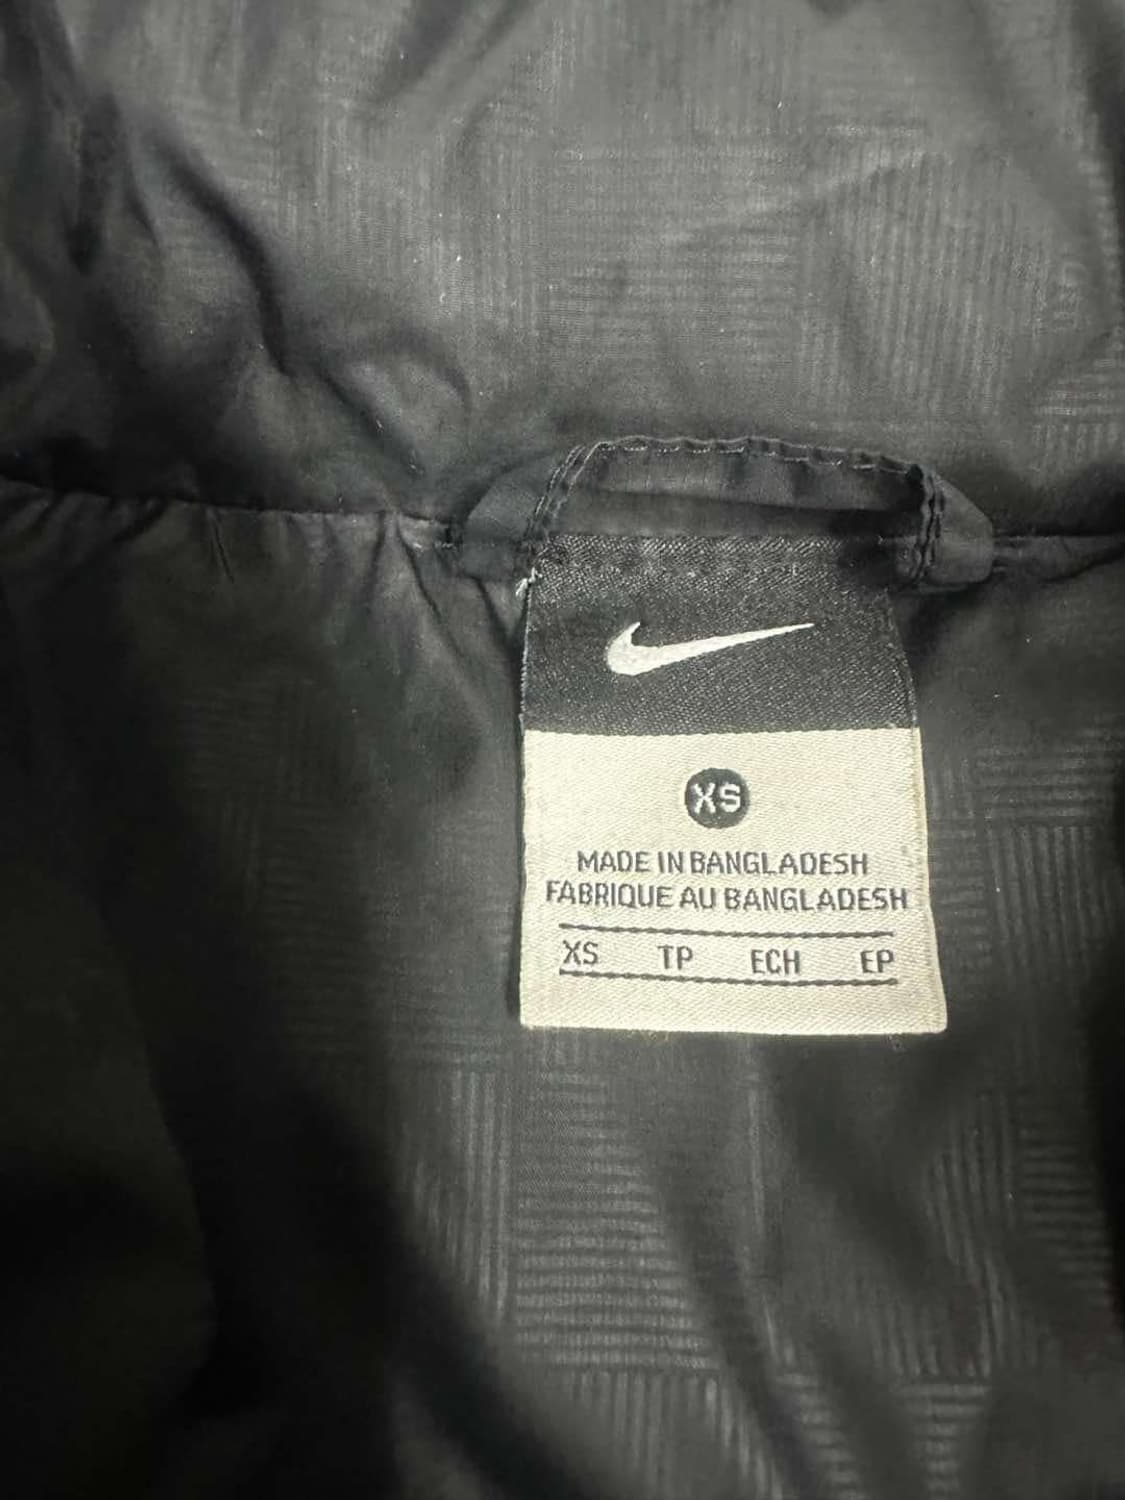 XS
MADE IN BANGLADESH
FABRIQUE AU BANGLADESH
XS TP ECH EP